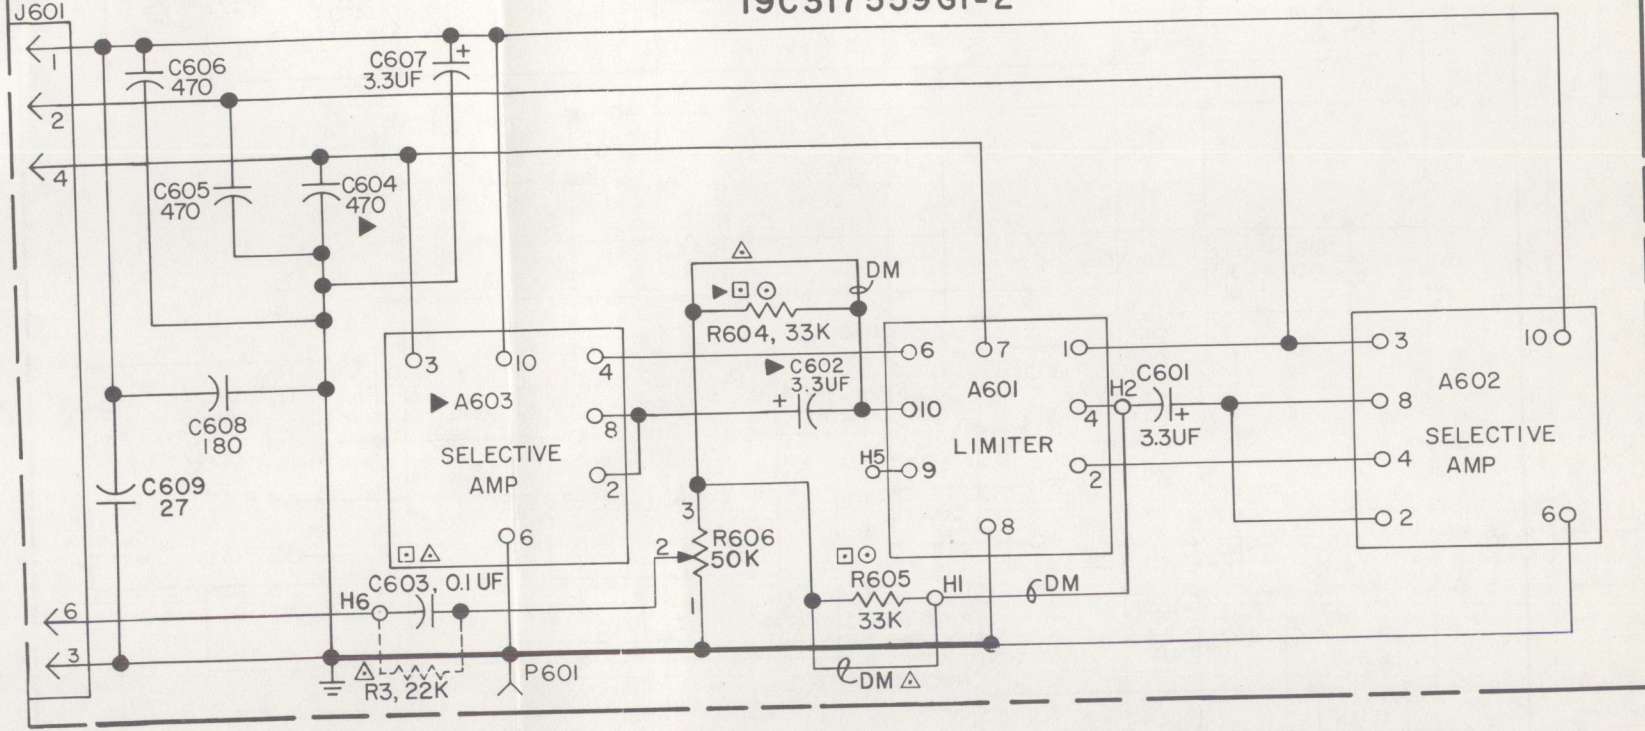 19C317559G1-2
J601
1
2
4
6
3
C606
470
C607
3.3UF
+
C605
470
C604
470
C608
180
C609
27
3
10
4
8
2
6
A603
SELECTIVE
AMP
H6
C603, 0.1UF
R3, 22K
P601
DM
R604, 33K
C602
3.3UF
+
3
2
1
R606
50K
R605
33K
H1
DM
DM
6
7
1
10
4
9
2
8
H5
A601
LIMITER
H2
C601
+
3.3UF
3
10
8
4
2
6
A602
SELECTIVE
AMP